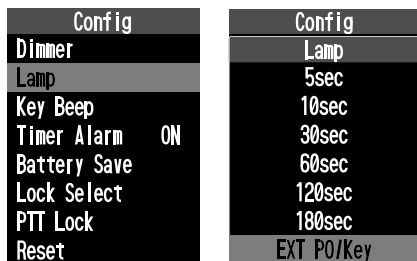 Config
Dimmer
Lamp
Key Beep
Timer Alarm ON
Battery Save
Lock Select
PTT Lock
Reset
Config
Lamp
5sec
10sec
30sec
60sec
120sec
180sec
EXT PO/Key